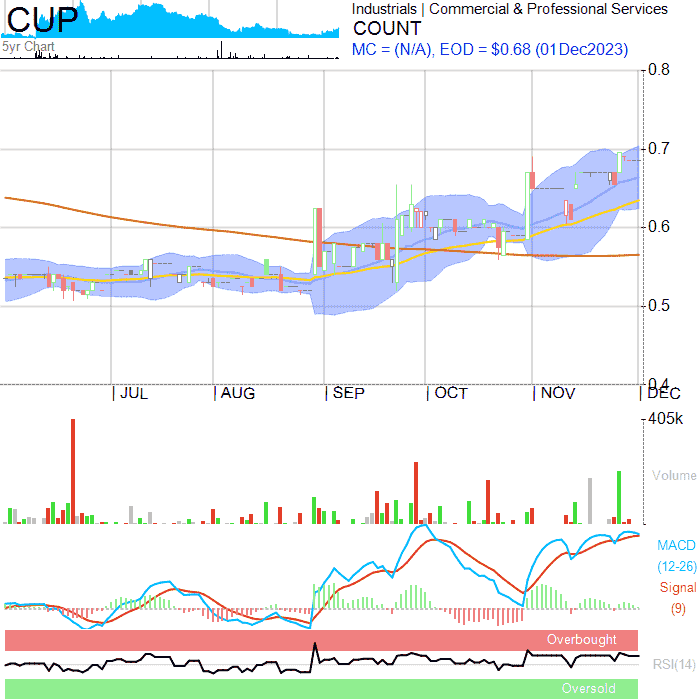 CUP
5yr Chart
Industrials | Commercial & Professional Services
COUNT
MC = (N/A), EOD = $0.68 (01Dec2023)
0.8
0.7
0.6
0.5
0.4
JUL
AUG
SEP
OCT
NOV
DEC
405k
Volume
MACD
(12-26)
Signal
(9)
Overbought
RSI(14)
Oversold